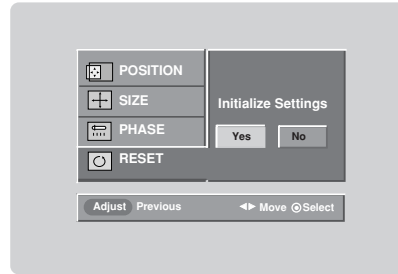 POSITION
SIZE
PHASE
RESET
Initialize Settings
Yes No
Adjust Previous ◄► Move ⊙Select